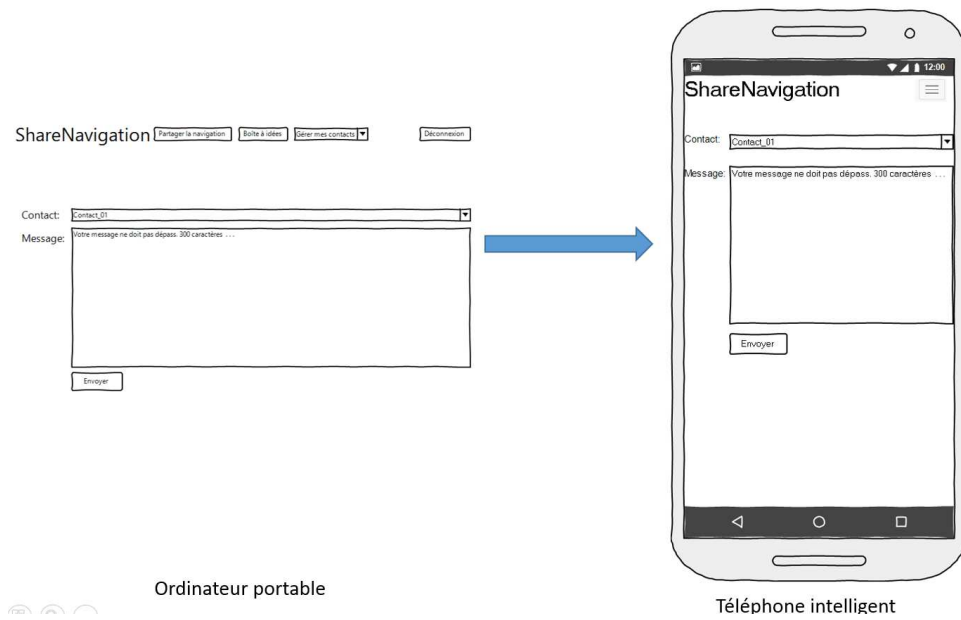 ShareNavigation Partager la navigation Boîte à idées Gérer mes contacts Déconnexion
Contact: Contact_01
Message: Votre message ne doit pas dépass. 300 caractères . . .
Envoyer
Ordinateur portable
12:00
ShareNavigation
Contact: Contact_01
Message: Votre message ne doit pas dépass. 300 caractères . . .
Envoyer
Téléphone intelligent